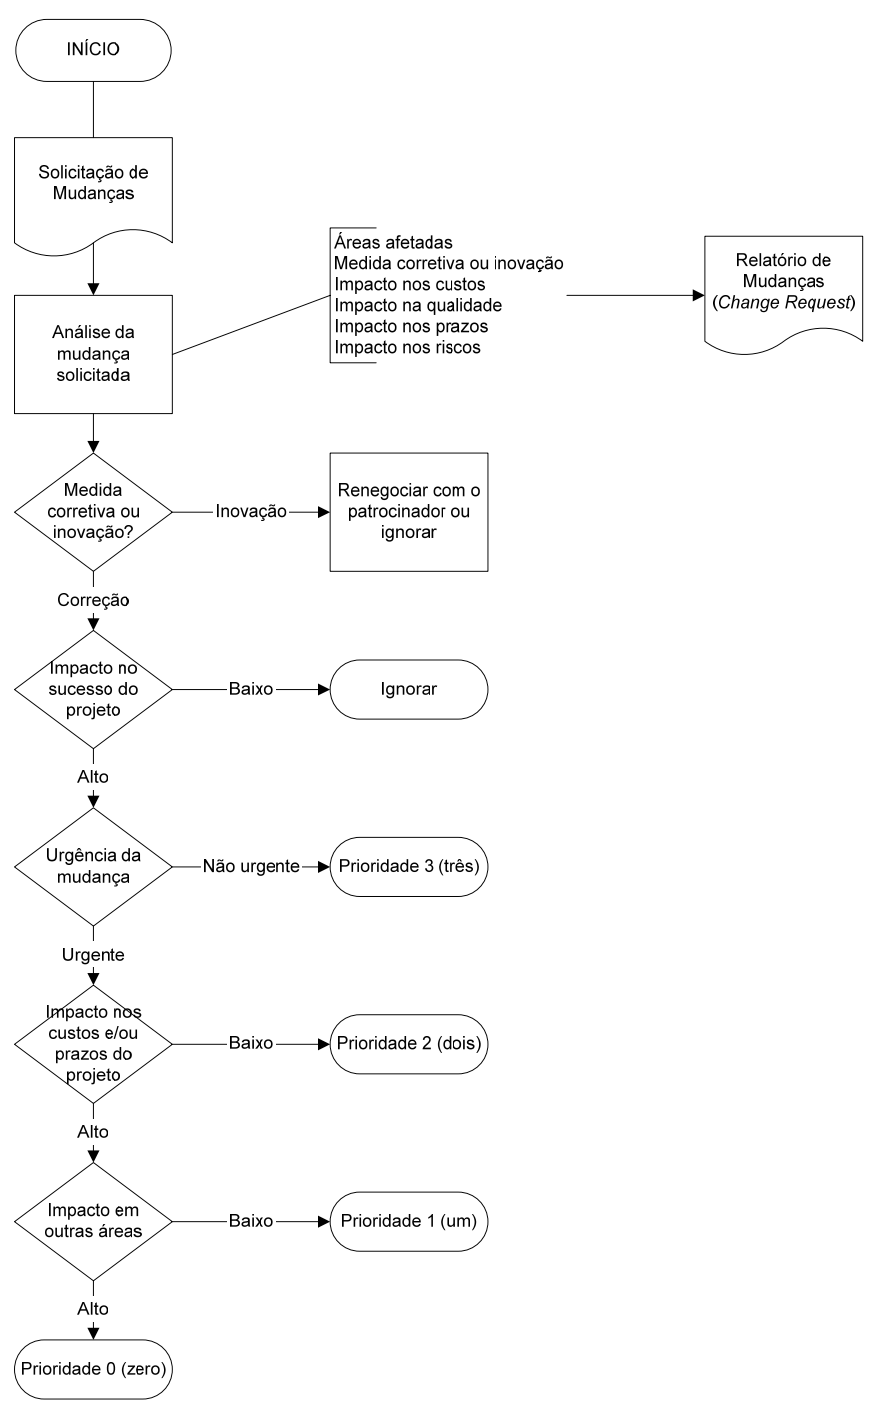 INÍCIO
Solicitação de
Mudanças
Áreas afetadas
Medida corretiva ou inovação
Impacto nos custos
Impacto na qualidade
Impacto nos prazos
Impacto nos riscos
Relatório de
Mudanças
(Change Request)
Análise da
mudança
solicitada
Medida
corretiva ou
inovação?
Inovação
Renegociar com o
patrocinador ou
ignorar
Correção
Impacto no
sucesso do
projeto
Baixo
Ignorar
Alto
Urgência da
mudança
Não urgente
Prioridade 3 (três)
Urgente
Impacto nos
custos e/ou
prazos do
projeto
Baixo
Prioridade 2 (dois)
Alto
Impacto em
outras áreas
Baixo
Prioridade 1 (um)
Alto
Prioridade 0 (zero)